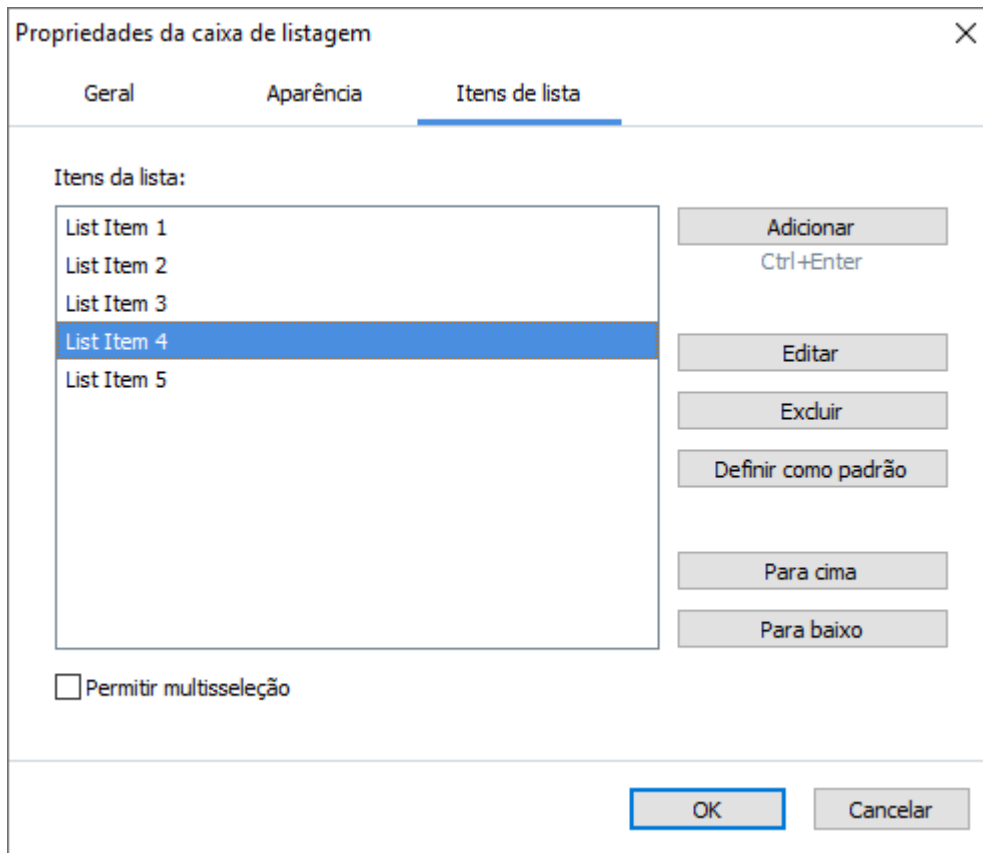 Propriedades da caixa de listagem
Geral Aparência Itens de lista
Itens da lista:
List Item 1
List Item 2
List Item 3
List Item 4
List Item 5
Adicionar
Ctrl+Enter
Editar
Excluir
Definir como padrão
Para cima
Para baixo
Permitir multisseleção
OK Cancelar